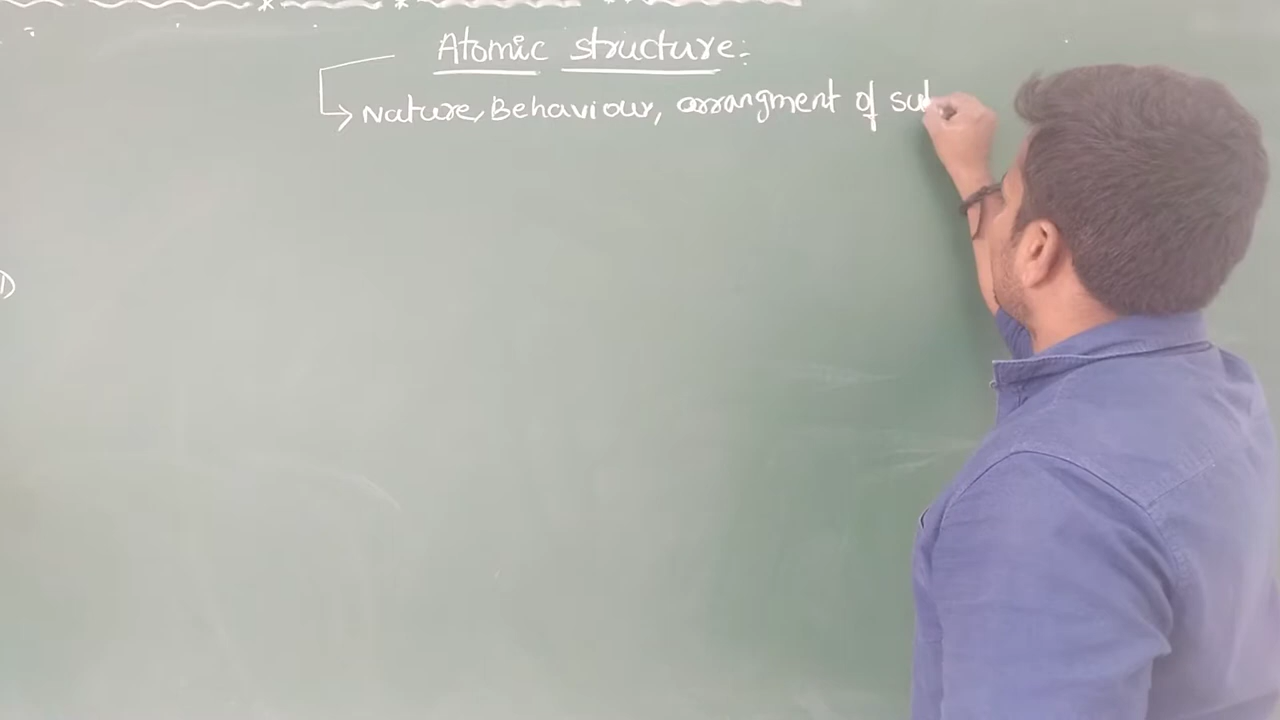 Atomic structure:
Nature, Behaviour, arrangment of sub